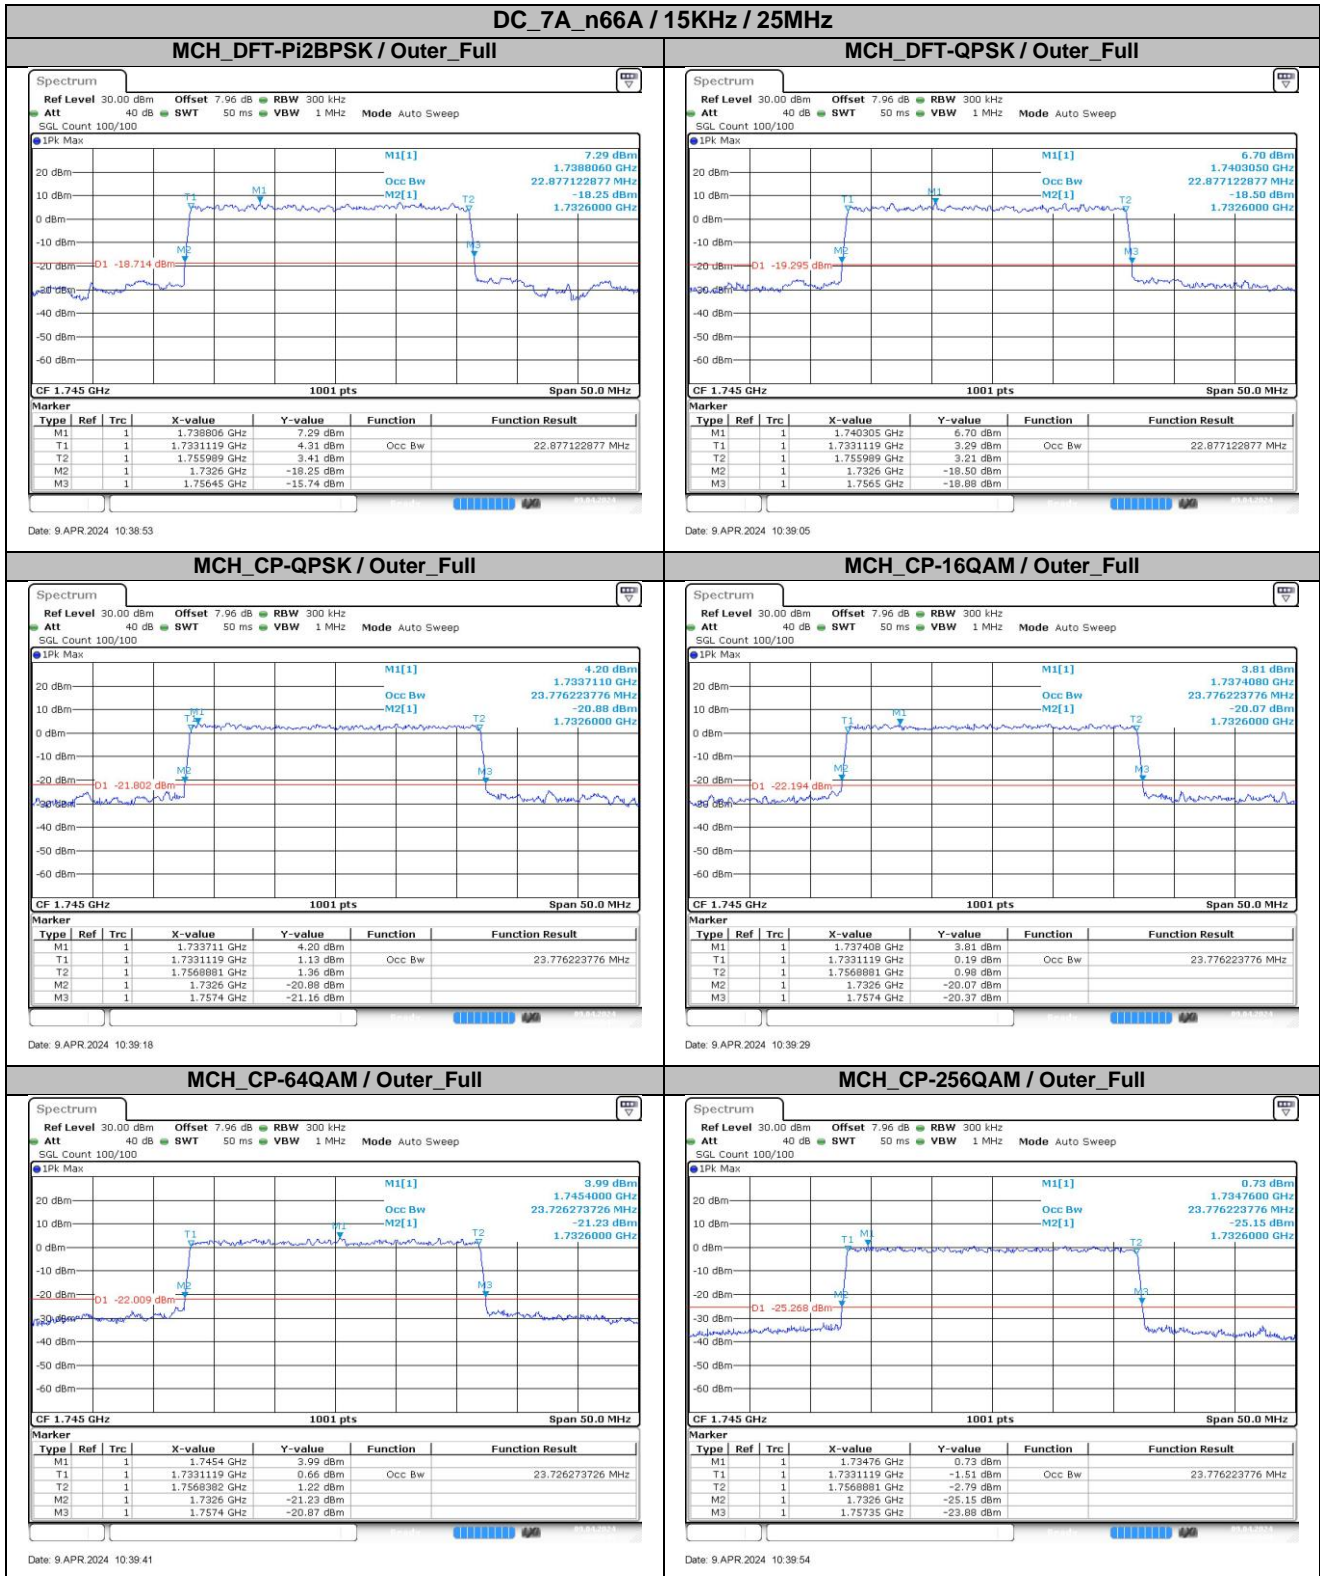 DC_7A_n66A / 15KHz / 25MHz
MCH_DFT-Pi2BPSK / Outer_Full
Spectrum
Ref Level 30.00 dBm Offset 7.96 dB RBW 300 kHz
Att 40 dB SWT 50 ms VBW 1 MHz Mode Auto Sweep
SGL Count 100/100
1Pk Max
M1[1] 7.29 dBm
1.7388060 GHz
Occ Bw 22.877122877 MHz
M2[1] -18.25 dBm
1.7326000 GHz
20 dBm
10 dBm
0 dBm
-10 dBm
-20 dBm
-30 dBm
-40 dBm
-50 dBm
-60 dBm
T1
M1
T2
M2
M3
D1 -18.714 dBm
CF 1.745 GHz 1001 pts Span 50.0 MHz
Marker
Type Ref Trc X-value Y-value Function Function Result
M1 1 1.738806 GHz 7.29 dBm
T1 1 1.7331119 GHz 4.31 dBm Occ Bw 22.877122877 MHz
T2 1 1.755989 GHz 3.41 dBm
M2 1 1.7326 GHz -18.25 dBm
M3 1 1.75645 GHz -15.74 dBm
Date: 9.APR.2024 10:38:53
MCH_DFT-QPSK / Outer_Full
Spectrum
Ref Level 30.00 dBm Offset 7.96 dB RBW 300 kHz
Att 40 dB SWT 50 ms VBW 1 MHz Mode Auto Sweep
SGL Count 100/100
1Pk Max
M1[1] 6.70 dBm
1.7403050 GHz
Occ Bw 22.877122877 MHz
M2[1] -18.50 dBm
1.7326000 GHz
20 dBm
10 dBm
0 dBm
-10 dBm
-20 dBm
-30 dBm
-40 dBm
-50 dBm
-60 dBm
T1
M1
T2
M2
M3
D1 -19.295 dBm
CF 1.745 GHz 1001 pts Span 50.0 MHz
Marker
Type Ref Trc X-value Y-value Function Function Result
M1 1 1.740305 GHz 6.70 dBm
T1 1 1.7331119 GHz 3.29 dBm Occ Bw 22.877122877 MHz
T2 1 1.755989 GHz 3.21 dBm
M2 1 1.7326 GHz -18.50 dBm
M3 1 1.7565 GHz -18.88 dBm
Date: 9.APR.2024 10:39:05
MCH_CP-QPSK / Outer_Full
Spectrum
Ref Level 30.00 dBm Offset 7.96 dB RBW 300 kHz
Att 40 dB SWT 50 ms VBW 1 MHz Mode Auto Sweep
SGL Count 100/100
1Pk Max
M1[1] 4.20 dBm
1.7337110 GHz
Occ Bw 23.776223776 MHz
M2[1] -20.88 dBm
1.7326000 GHz
20 dBm
10 dBm
0 dBm
-10 dBm
-20 dBm
-30 dBm
-40 dBm
-50 dBm
-60 dBm
T1
M1
T2
M2
M3
D1 -21.802 dBm
CF 1.745 GHz 1001 pts Span 50.0 MHz
Marker
Type Ref Trc X-value Y-value Function Function Result
M1 1 1.733711 GHz 4.20 dBm
T1 1 1.7331119 GHz 1.13 dBm Occ Bw 23.776223776 MHz
T2 1 1.7568881 GHz 1.36 dBm
M2 1 1.7326 GHz -20.88 dBm
M3 1 1.7574 GHz -21.16 dBm
Date: 9.APR.2024 10:39:18
MCH_CP-16QAM / Outer_Full
Spectrum
Ref Level 30.00 dBm Offset 7.96 dB RBW 300 kHz
Att 40 dB SWT 50 ms VBW 1 MHz Mode Auto Sweep
SGL Count 100/100
1Pk Max
M1[1] 3.81 dBm
1.7374080 GHz
Occ Bw 23.776223776 MHz
M2[1] -20.07 dBm
1.7326000 GHz
20 dBm
10 dBm
0 dBm
-10 dBm
-20 dBm
-30 dBm
-40 dBm
-50 dBm
-60 dBm
T1
M1
T2
M2
M3
D1 -22.194 dBm
CF 1.745 GHz 1001 pts Span 50.0 MHz
Marker
Type Ref Trc X-value Y-value Function Function Result
M1 1 1.737408 GHz 3.81 dBm
T1 1 1.7331119 GHz 0.19 dBm Occ Bw 23.776223776 MHz
T2 1 1.7568881 GHz 0.98 dBm
M2 1 1.7326 GHz -20.07 dBm
M3 1 1.7574 GHz -20.37 dBm
Date: 9.APR.2024 10:39:29
MCH_CP-64QAM / Outer_Full
Spectrum
Ref Level 30.00 dBm Offset 7.96 dB RBW 300 kHz
Att 40 dB SWT 50 ms VBW 1 MHz Mode Auto Sweep
SGL Count 100/100
1Pk Max
M1[1] 3.99 dBm
1.7454000 GHz
Occ Bw 23.726273726 MHz
M2[1] -21.23 dBm
1.7326000 GHz
20 dBm
10 dBm
0 dBm
-10 dBm
-20 dBm
-30 dBm
-40 dBm
-50 dBm
-60 dBm
T1
M1
T2
M2
M3
D1 -22.009 dBm
CF 1.745 GHz 1001 pts Span 50.0 MHz
Marker
Type Ref Trc X-value Y-value Function Function Result
M1 1 1.7454 GHz 3.99 dBm
T1 1 1.7331119 GHz 0.66 dBm Occ Bw 23.726273726 MHz
T2 1 1.7568382 GHz 1.22 dBm
M2 1 1.7326 GHz -21.23 dBm
M3 1 1.7574 GHz -20.87 dBm
Date: 9.APR.2024 10:39:41
MCH_CP-256QAM / Outer_Full
Spectrum
Ref Level 30.00 dBm Offset 7.96 dB RBW 300 kHz
Att 40 dB SWT 50 ms VBW 1 MHz Mode Auto Sweep
SGL Count 100/100
1Pk Max
M1[1] 0.73 dBm
1.7347600 GHz
Occ Bw 23.776223776 MHz
M2[1] -25.15 dBm
1.7326000 GHz
20 dBm
10 dBm
0 dBm
-10 dBm
-20 dBm
-30 dBm
-40 dBm
-50 dBm
-60 dBm
T1
M1
T2
M2
M3
D1 -25.268 dBm
CF 1.745 GHz 1001 pts Span 50.0 MHz
Marker
Type Ref Trc X-value Y-value Function Function Result
M1 1 1.73476 GHz 0.73 dBm
T1 1 1.7331119 GHz -1.51 dBm Occ Bw 23.776223776 MHz
T2 1 1.7568881 GHz -2.79 dBm
M2 1 1.7326 GHz -25.15 dBm
M3 1 1.75735 GHz -23.88 dBm
Date: 9.APR.2024 10:39:54